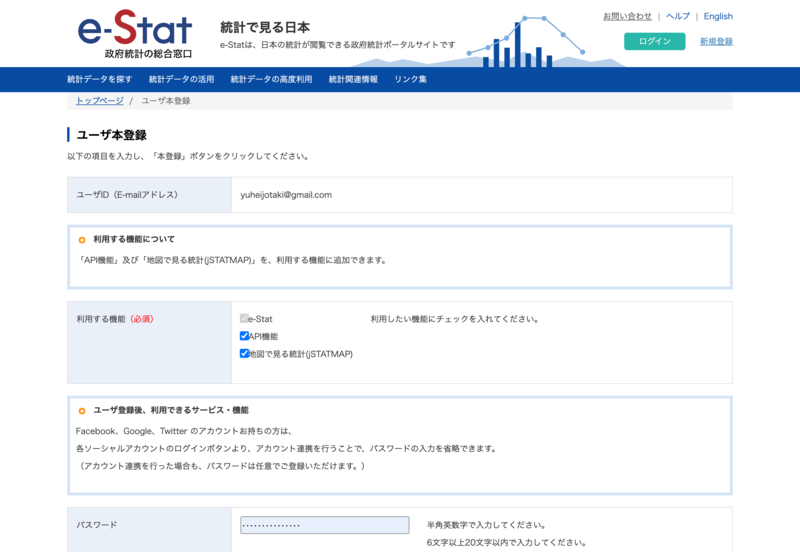 e-Stat
政府統計の総合窓口
統計で見る日本
e-Statは、日本の統計が閲覧できる政府統計ポータルサイトです
お問い合わせ | ヘルプ | English
ログイン
新規登録
統計データを探す 統計データの活用 統計データの高度利用 統計関連情報 リンク集
トップページ / ユーザ本登録
ユーザ本登録
以下の項目を入力し、「本登録」ボタンをクリックしてください。
ユーザID（E-mailアドレス） yuheijotaki@gmail.com
利用する機能について
「API機能」及び「地図で見る統計(jSTATMAP)」を、利用する機能に追加できます。
利用する機能（必須） e-Stat 利用したい機能にチェックを入れてください。
API機能
地図で見る統計(jSTATMAP)
ユーザ登録後、利用できるサービス・機能
Facebook、Google、Twitter のアカウントお持ちの方は、
各ソーシャルアカウントのログインボタンより、アカウント連携を行うことで、パスワードの入力を省略できます。
（アカウント連携を行った場合も、パスワードは任意でご登録いただけます。）
パスワード ･･･････････････ 半角英数字で入力してください。
6文字以上20文字以内で入力してください。